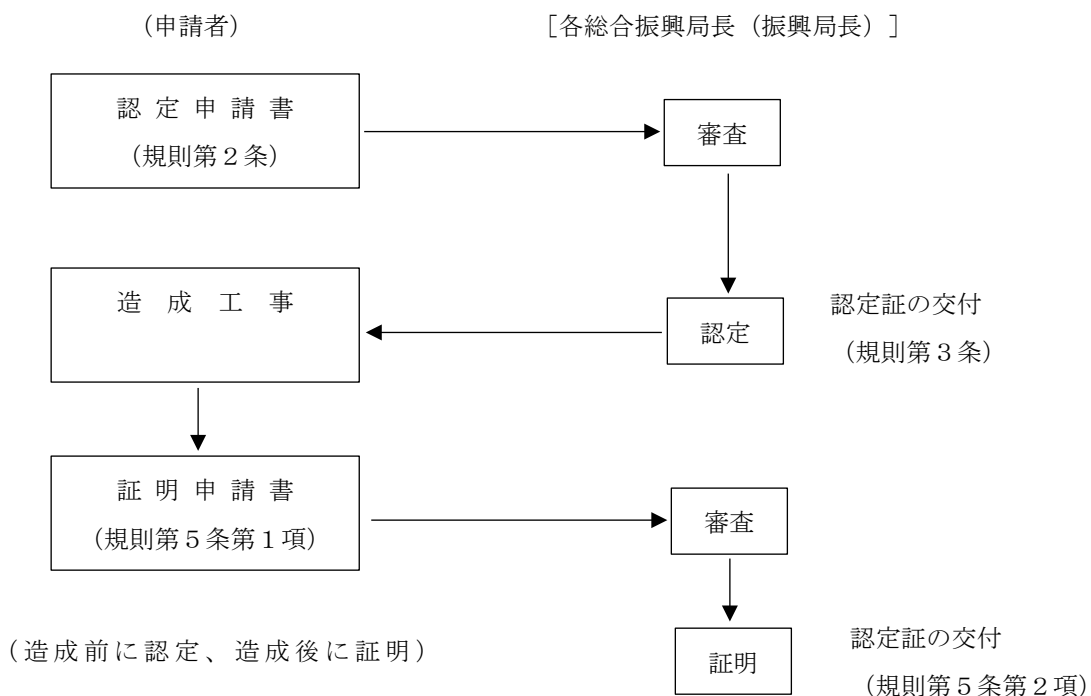 （申請者）　［各総合振興局長（振興局長）］
認 定 申 請 書
（規則第２条）
審査
造　成　工　事
認定
認定証の交付
（規則第３条）
証 明 申 請 書
（規則第５条第１項）
審査
（造成前に認定、造成後に証明）
証明
認定証の交付
（規則第５条第２項）